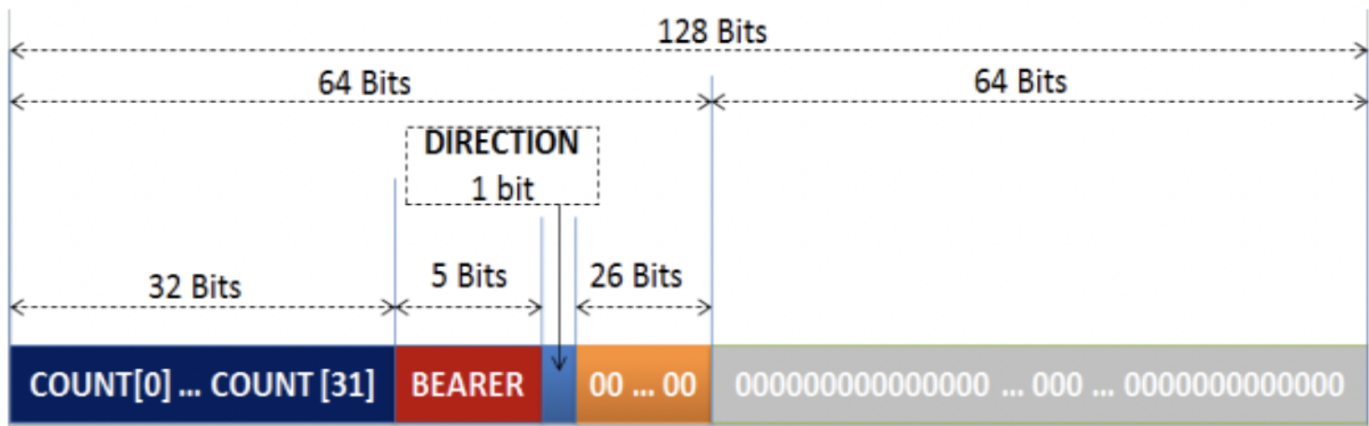 128 Bits
64 Bits
64 Bits
DIRECTION
1 bit
32 Bits
5 Bits
26 Bits
COUNT[0] ... COUNT [31]
BEARER
00 ... 00
000000000000000 ... 000 ... 0000000000000